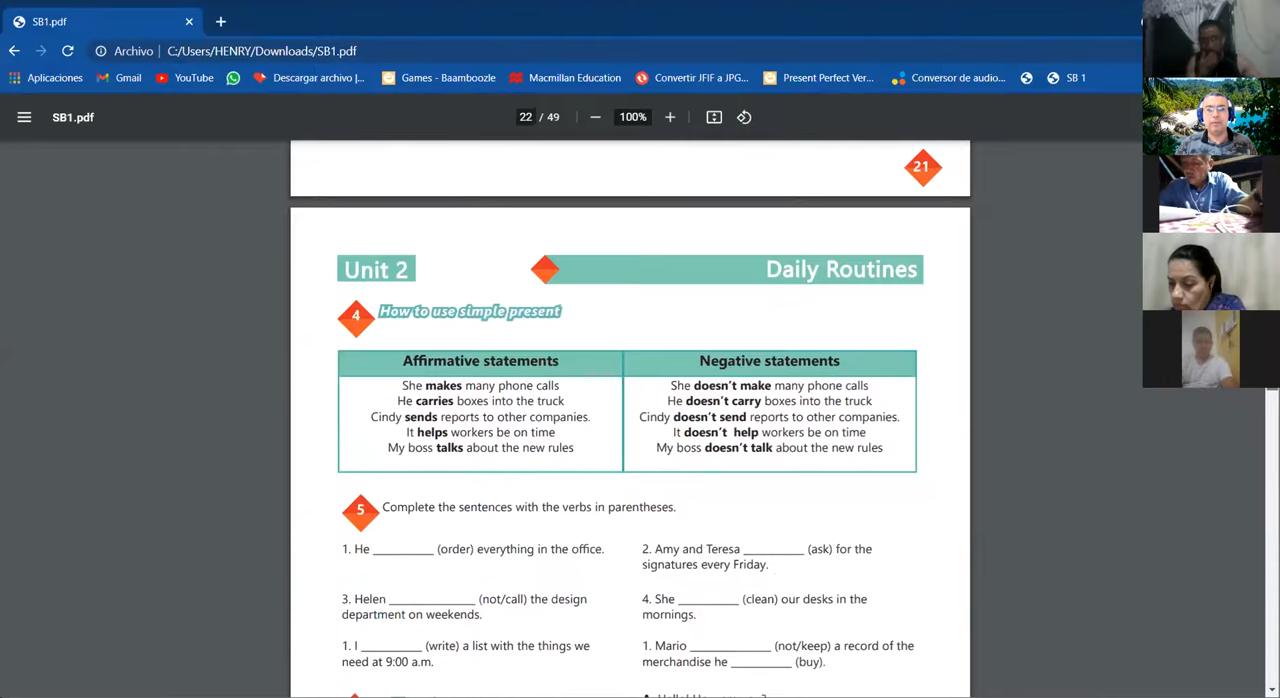 SB1.pdf
Archivo | C:/Users/HENRY/Downloads/SB1.pdf
Aplicaciones Gmail YouTube Descargar archivo |... Games - Baamboozle Macmillan Education Convertir JFIF a JPG... Present Perfect Ver... Conversor de audio... SB 1
SB1.pdf 22 / 49 100%
21
Unit 2 Daily Routines
4 How to use simple present
Affirmative statements Negative statements
She makes many phone calls She doesn't make many phone calls
He carries boxes into the truck He doesn't carry boxes into the truck
Cindy sends reports to other companies. Cindy doesn't send reports to other companies.
It helps workers be on time It doesn't help workers be on time
My boss talks about the new rules My boss doesn't talk about the new rules
5 Complete the sentences with the verbs in parentheses.
1. He _________ (order) everything in the office. 2. Amy and Teresa _________ (ask) for the
signatures every Friday.
3. Helen _____________ (not/call) the design 4. She _________ (clean) our desks in the
department on weekends. mornings.
1. I _________ (write) a list with the things we 1. Mario ____________ (not/keep) a record of the
need at 9:00 a.m. merchandise he _________ (buy).